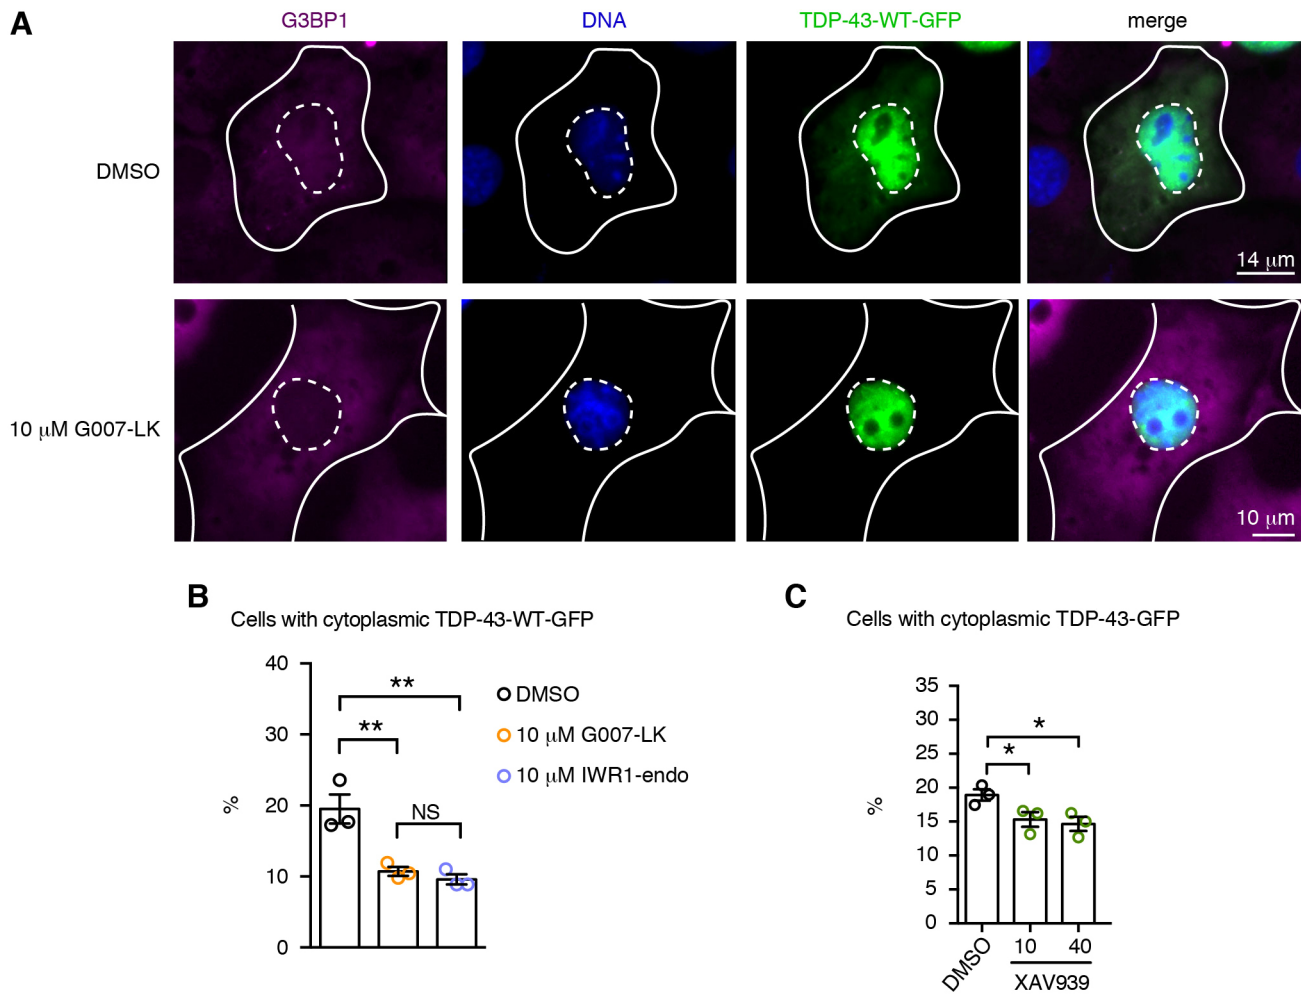 A
G3BP1
DNA
TDP-43-WT-GFP
merge
DMSO
14 μm
10 μM G007-LK
10 μm
B
Cells with cytoplasmic TDP-43-WT-GFP
40
30
20
10
0
%
**
**
NS
DMSO
10 μM G007-LK
10 μM IWR1-endo
C
Cells with cytoplasmic TDP-43-GFP
35
30
25
20
15
10
5
0
%
*
*
DMSO
10
40
XAV939